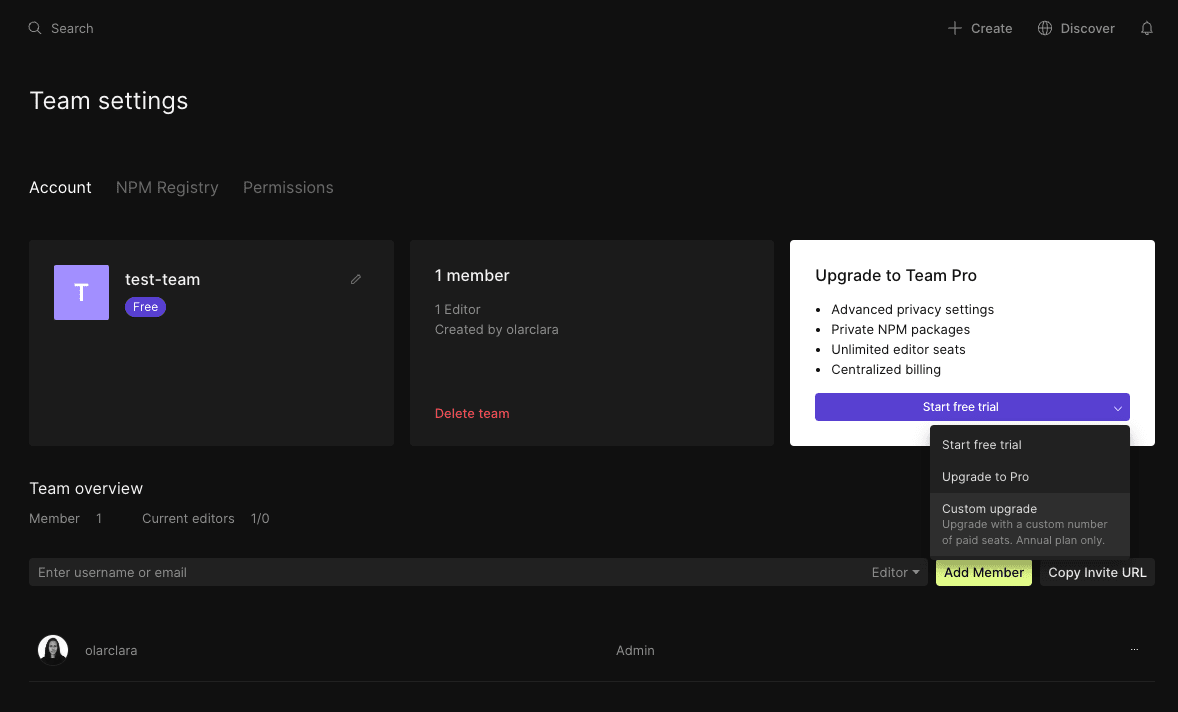 Search
Create
Discover
Team settings
Account NPM Registry Permissions
T
test-team
Free
1 member
1 Editor
Created by olarclara
Delete team
Upgrade to Team Pro
• Advanced privacy settings
• Private NPM packages
• Unlimited editor seats
• Centralized billing
Start free trial
Start free trial
Upgrade to Pro
Custom upgrade
Upgrade with a custom number
of paid seats. Annual plan only.
Team overview
Member 1 Current editors 1/0
Enter username or email Editor Add Member Copy Invite URL
olarclara Admin ...